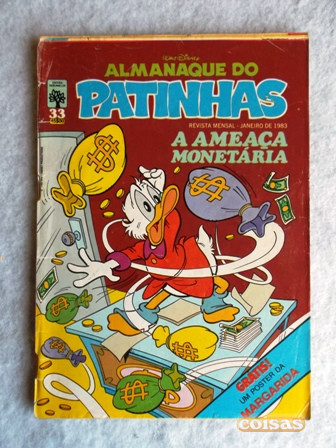 WALT DISNEY
ALMANAQUE DO
PATINHAS
33
REVISTA MENSAL - JANEIRO DE 1983
A AMEAÇA
MONETÁRIA
GRÁTIS!
UM POSTER DA
MARGARIDA
coisas